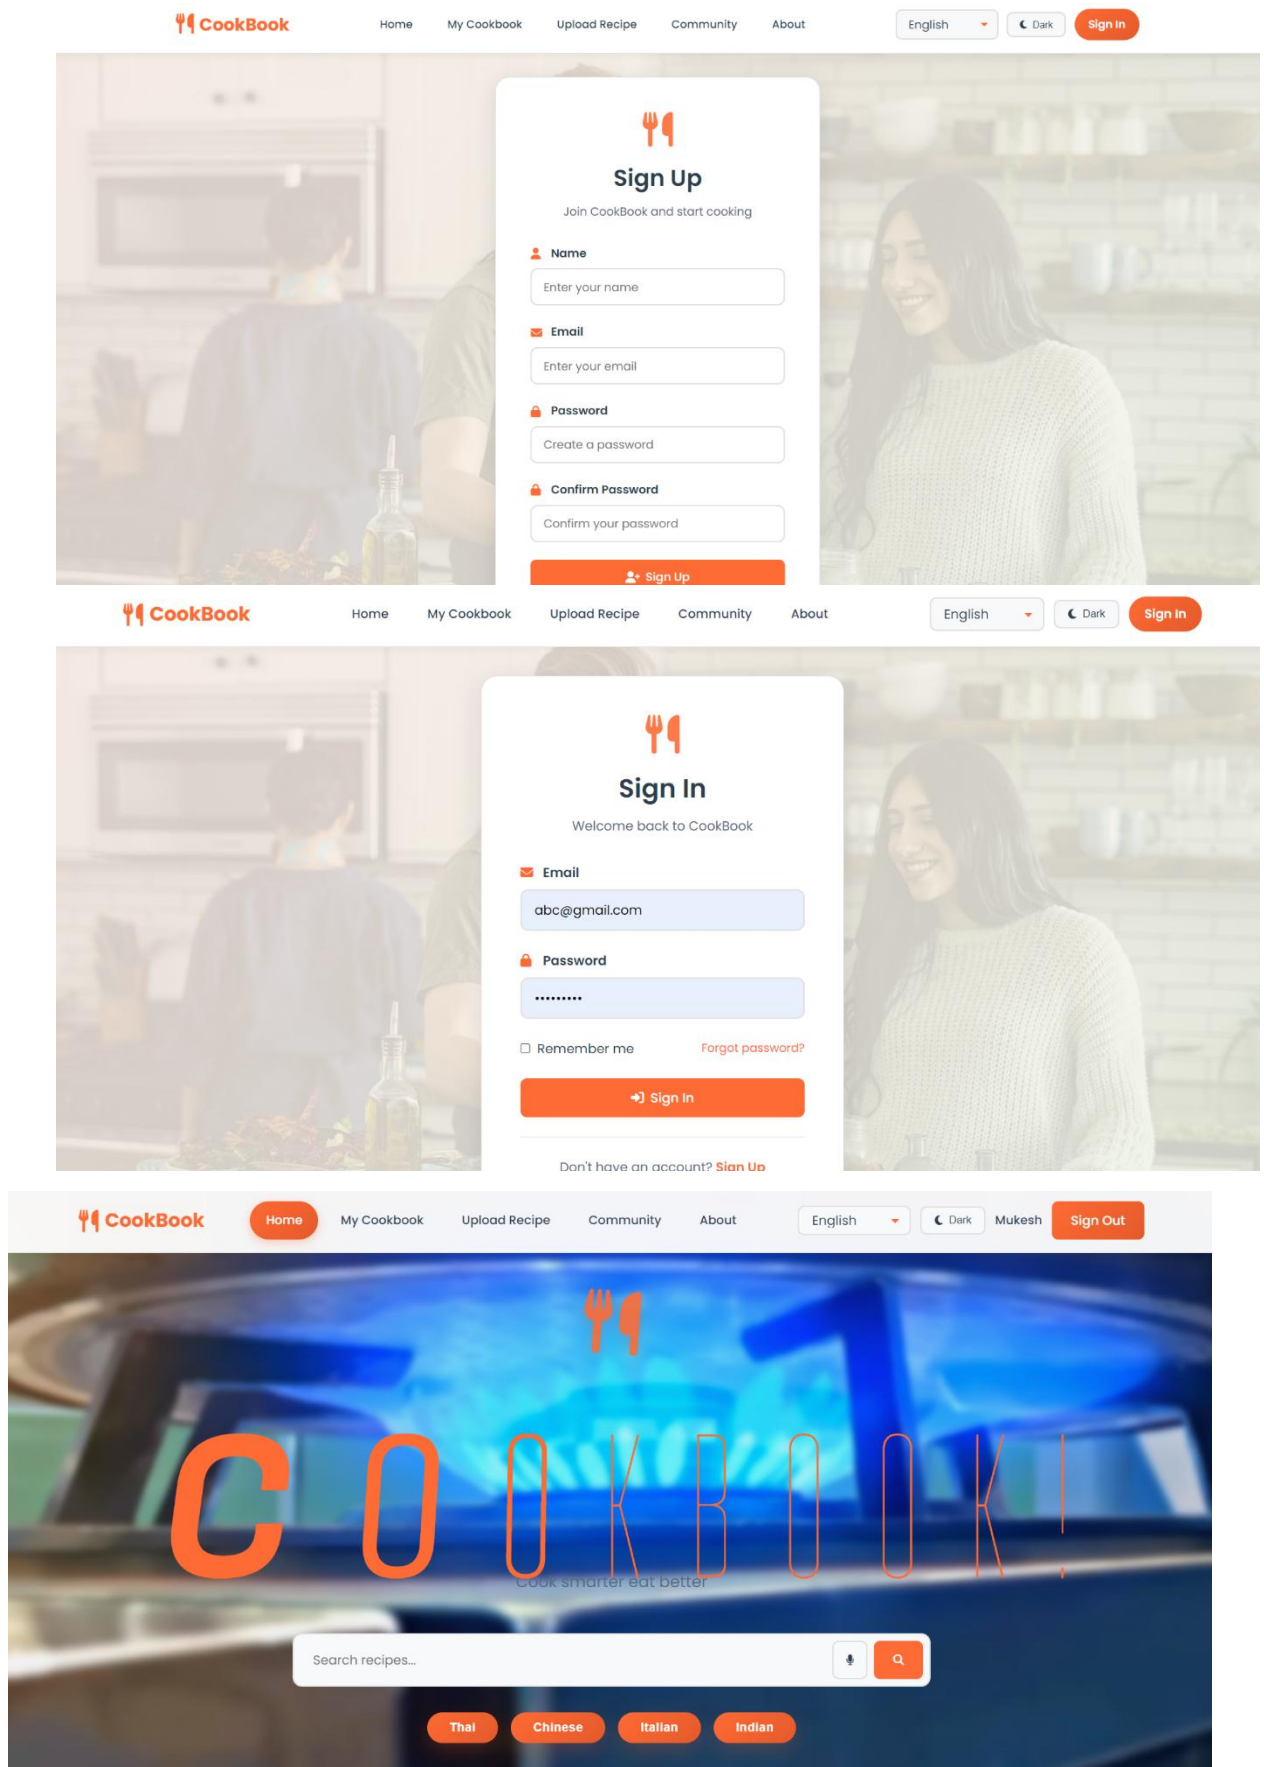 CookBook Home My Cookbook Upload Recipe Community About English Dark Sign In
Sign Up
Join CookBook and start cooking
Name
Enter your name
Email
Enter your email
Password
Create a password
Confirm Password
Confirm your password
Sign Up
CookBook Home My Cookbook Upload Recipe Community About English Dark Sign In
Sign In
Welcome back to CookBook
Email
abc@gmail.com
Password
•••••••••
Remember me Forgot password?
Sign In
Don't have an account? Sign Up
CookBook Home My Cookbook Upload Recipe Community About English Dark Mukesh Sign Out
COOKBOOK!
Cook smarter eat better
Search recipes...
Thai Chinese Italian Indian